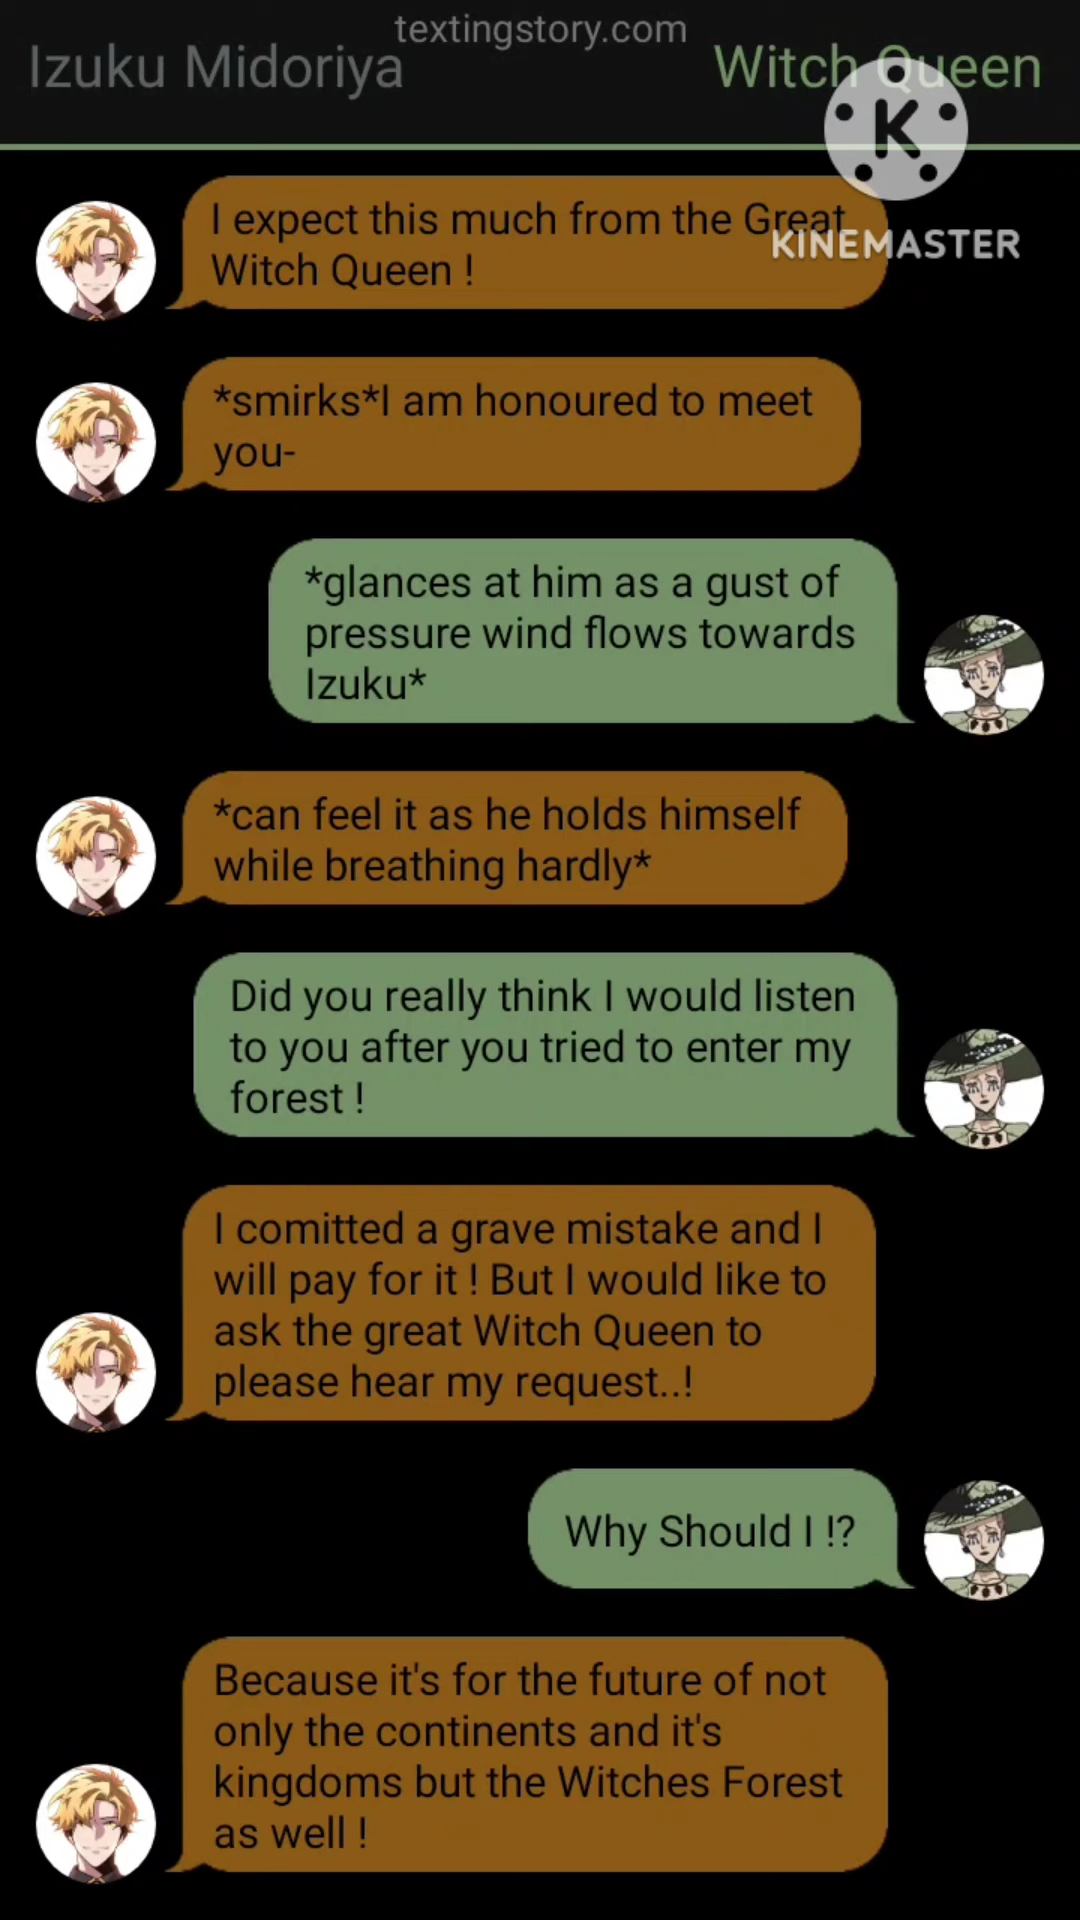 textingstory.com
Izuku Midoriya
Witch Queen
K
KINEMASTER
I expect this much from the Great
Witch Queen !
*smirks*I am honoured to meet
you-
*glances at him as a gust of
pressure wind flows towards
Izuku*
*can feel it as he holds himself
while breathing hardly*
Did you really think I would listen
to you after you tried to enter my
forest !
I comitted a grave mistake and I
will pay for it ! But I would like to
ask the great Witch Queen to
please hear my request..!
Why Should I !?
Because it's for the future of not
only the continents and it's
kingdoms but the Witches Forest
as well !